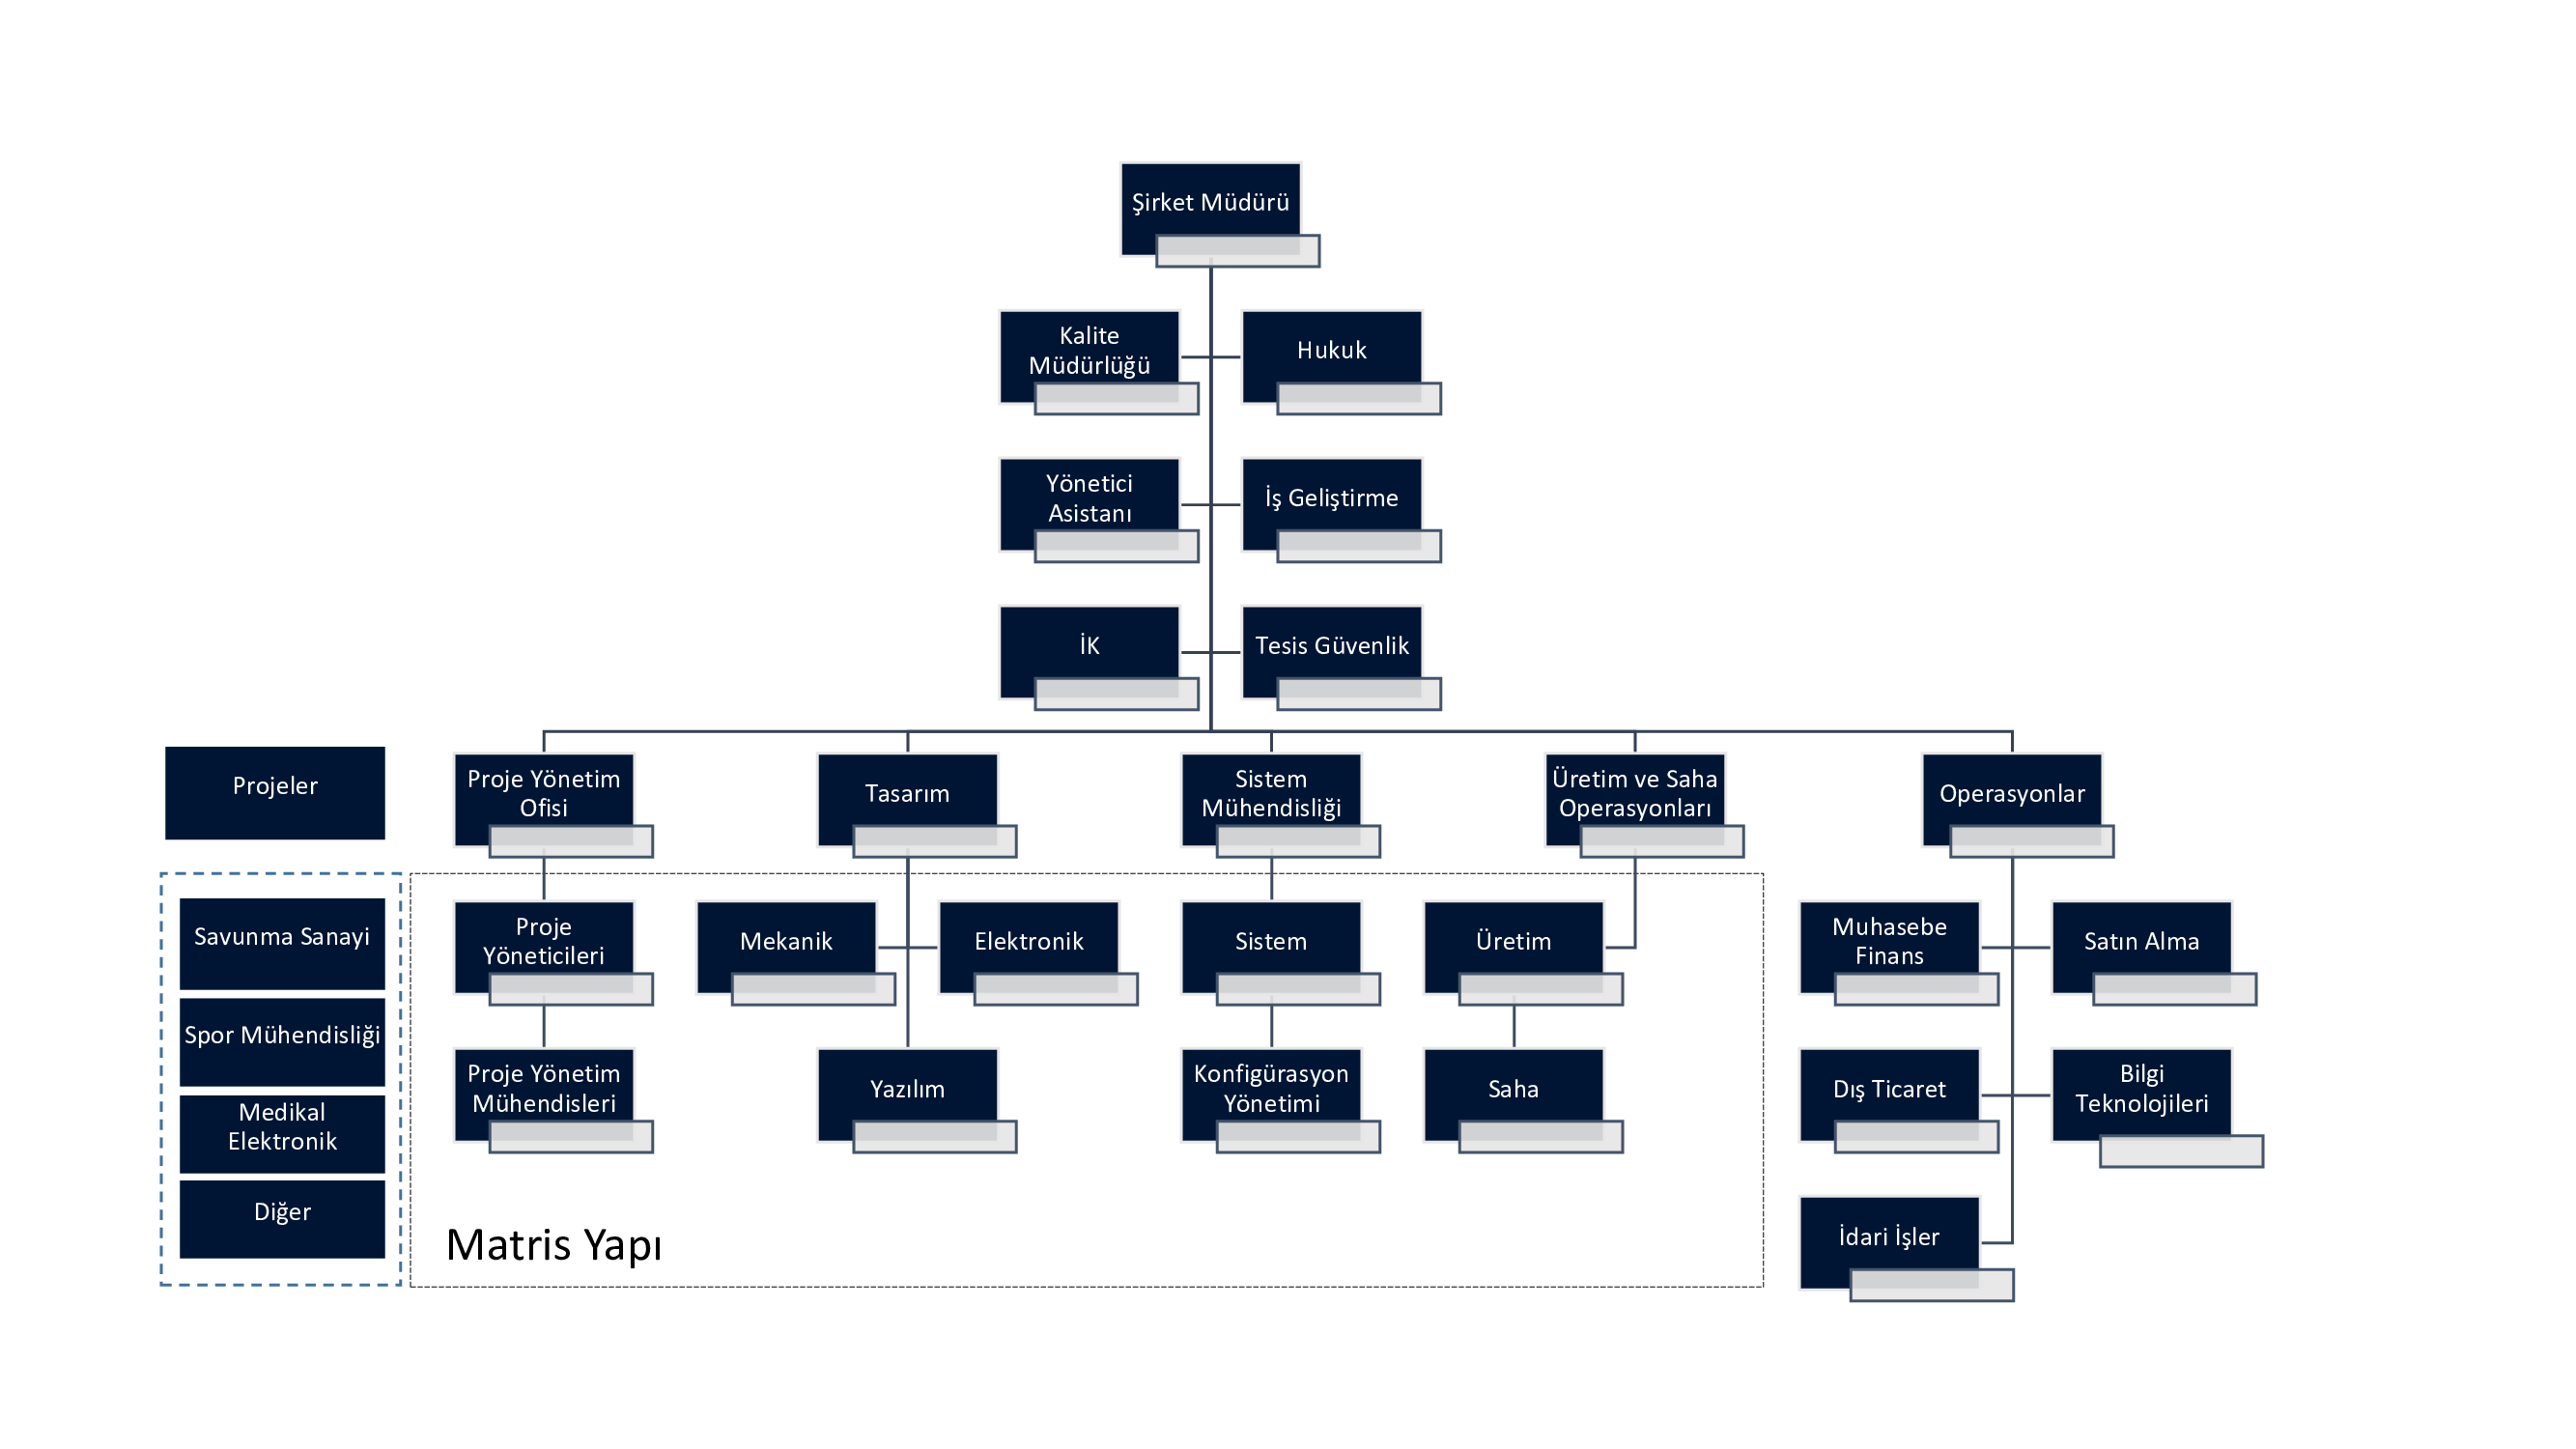 Şirket Müdürü
Kalite
Müdürlüğü
Hukuk
Yönetici
Asistanı
İş Geliştirme
İK
Tesis Güvenlik
Projeler
Proje Yönetim
Ofisi
Tasarım
Sistem
Mühendisliği
Üretim ve Saha
Operasyonları
Operasyonlar
Savunma Sanayi
Spor Mühendisliği
Medikal
Elektronik
Diğer
Proje
Yöneticileri
Mekanik
Elektronik
Sistem
Üretim
Muhasebe
Finans
Satın Alma
Proje Yönetim
Mühendisleri
Yazılım
Konfigürasyon
Yönetimi
Saha
Dış Ticaret
Bilgi
Teknolojileri
İdari İşler
Matris Yapı